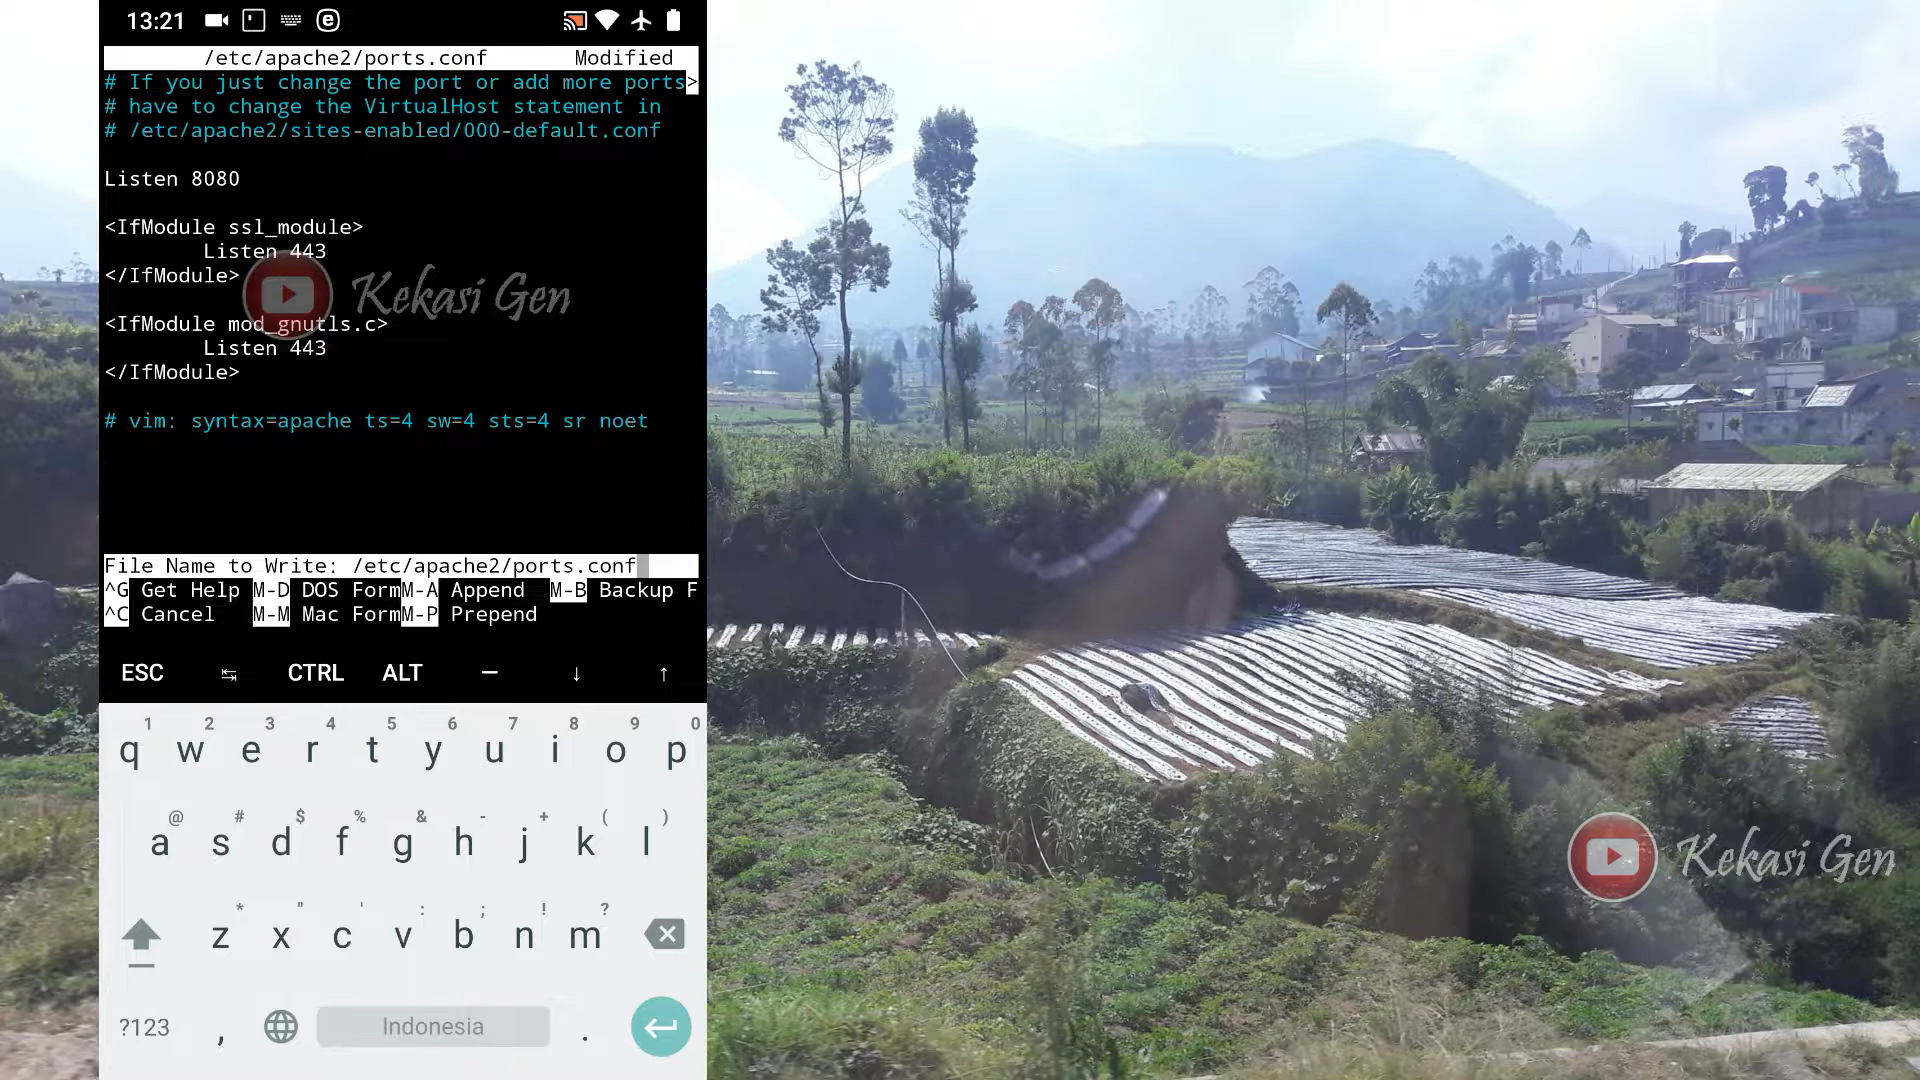 13:21
/etc/apache2/ports.conf Modified
# If you just change the port or add more ports>
# have to change the VirtualHost statement in
# /etc/apache2/sites-enabled/000-default.conf
Listen 8080
<IfModule ssl_module>
Listen 443
</IfModule>
Kekasi Gen
<IfModule mod_gnutls.c>
Listen 443
</IfModule>
# vim: syntax=apache ts=4 sw=4 sts=4 sr noet
File Name to Write: /etc/apache2/ports.conf
^G Get Help M-D DOS FormM-A Append M-B Backup F
^C Cancel M-M Mac FormM-P Prepend
ESC ↹ CTRL ALT — ↓ ↑
1 2 3 4 5 6 7 8 9 0
q w e r t y u i o p
@ # $ % & - + ( )
a s d f g h j k l
* " ' : ; ! ?
z x c v b n m
?123 , Indonesia .
Kekasi Gen